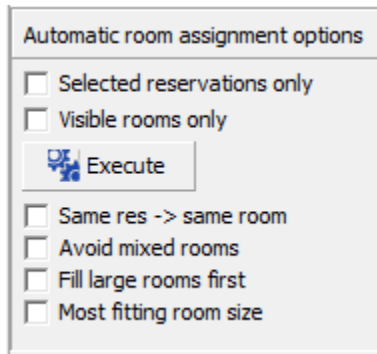 Automatic room assignment options
Selected reservations only
Visible rooms only
Execute
Same res -> same room
Avoid mixed rooms
Fill large rooms first
Most fitting room size